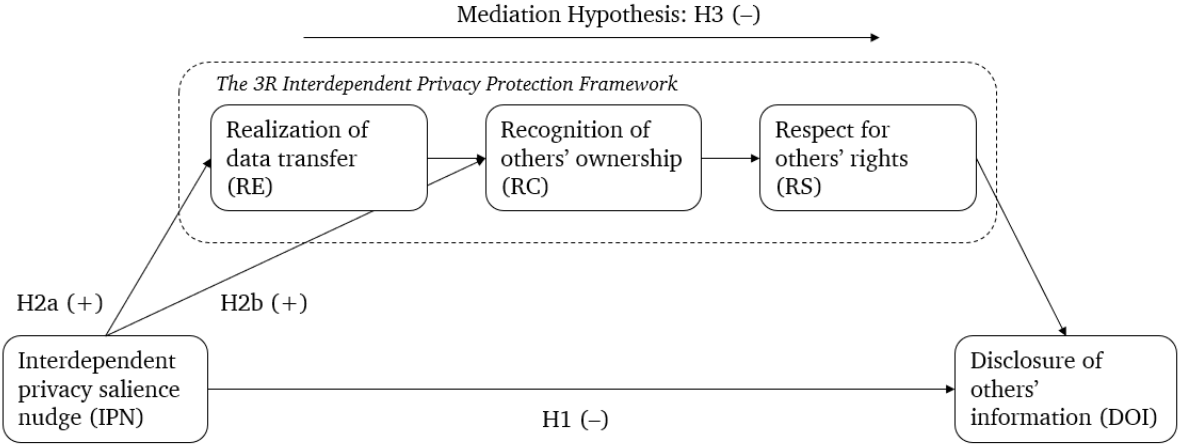 Mediation Hypothesis: H3 (–)
The 3R Interdependent Privacy Protection Framework
Realization of
data transfer
(RE)
Recognition of
others’ ownership
(RC)
Respect for
others’ rights
(RS)
H2a (+)
H2b (+)
Interdependent
privacy salience
nudge (IPN)
H1 (–)
Disclosure of
others’
information (DOI)